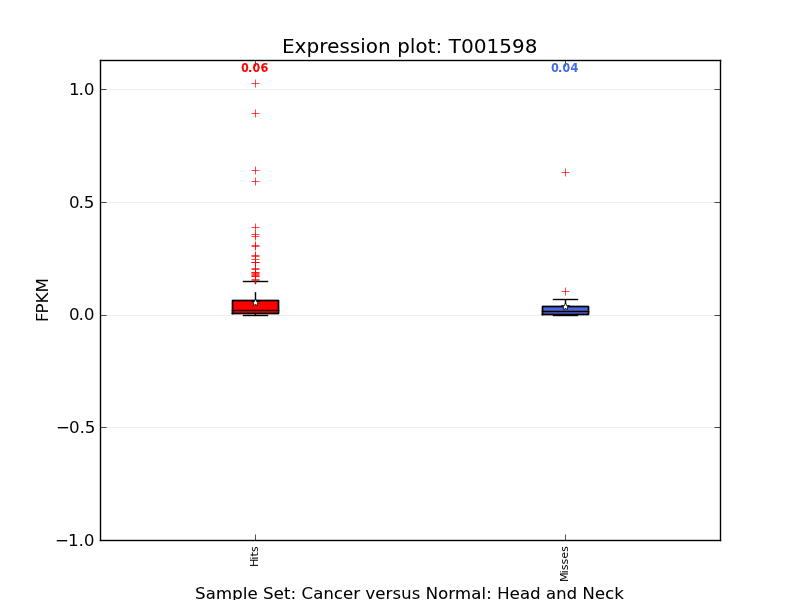 Expression plot: T001598
0.06 0.04
1.0
0.5
0.0
−0.5
−1.0
FPKM
Hits
Misses
Sample Set: Cancer versus Normal: Head and Neck